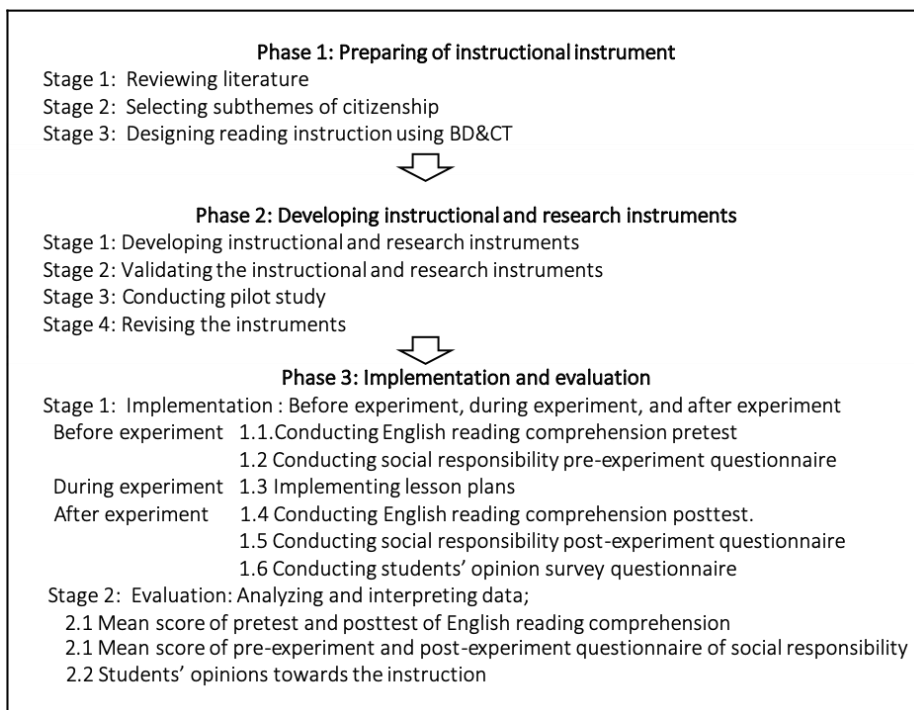 Phase 1: Preparing of instructional instrument
Stage 1: Reviewing literature
Stage 2: Selecting subthemes of citizenship
Stage 3: Designing reading instruction using BD&CT
Phase 2: Developing instructional and research instruments
Stage 1: Developing instructional and research instruments
Stage 2: Validating the instructional and research instruments
Stage 3: Conducting pilot study
Stage 4: Revising the instruments
Phase 3: Implementation and evaluation
Stage 1: Implementation : Before experiment, during experiment, and after experiment
Before experiment 1.1.Conducting English reading comprehension pretest
1.2 Conducting social responsibility pre-experiment questionnaire
During experiment 1.3 Implementing lesson plans
After experiment 1.4 Conducting English reading comprehension posttest.
1.5 Conducting social responsibility post-experiment questionnaire
1.6 Conducting students’ opinion survey questionnaire
Stage 2: Evaluation: Analyzing and interpreting data;
2.1 Mean score of pretest and posttest of English reading comprehension
2.1 Mean score of pre-experiment and post-experiment questionnaire of social responsibility
2.2 Students’ opinions towards the instruction